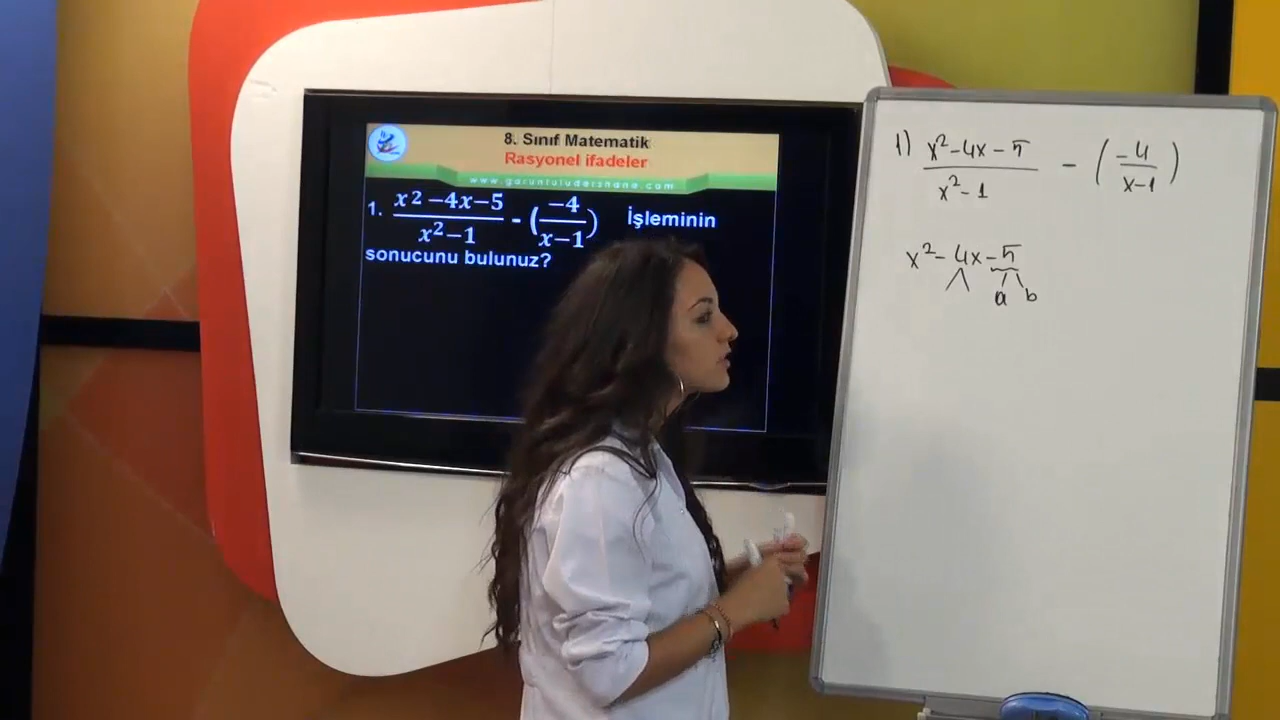 8. Sınıf Matematik
Rasyonel ifadeler
www.goruntuludershane.com
1. x2−4x−5 / x²−1 - (−4 / x−1) İşleminin
sonucunu bulunuz?
1) x²-4x-5 / x²-1 - (-4 / x-1)
x²-4x-5
a b